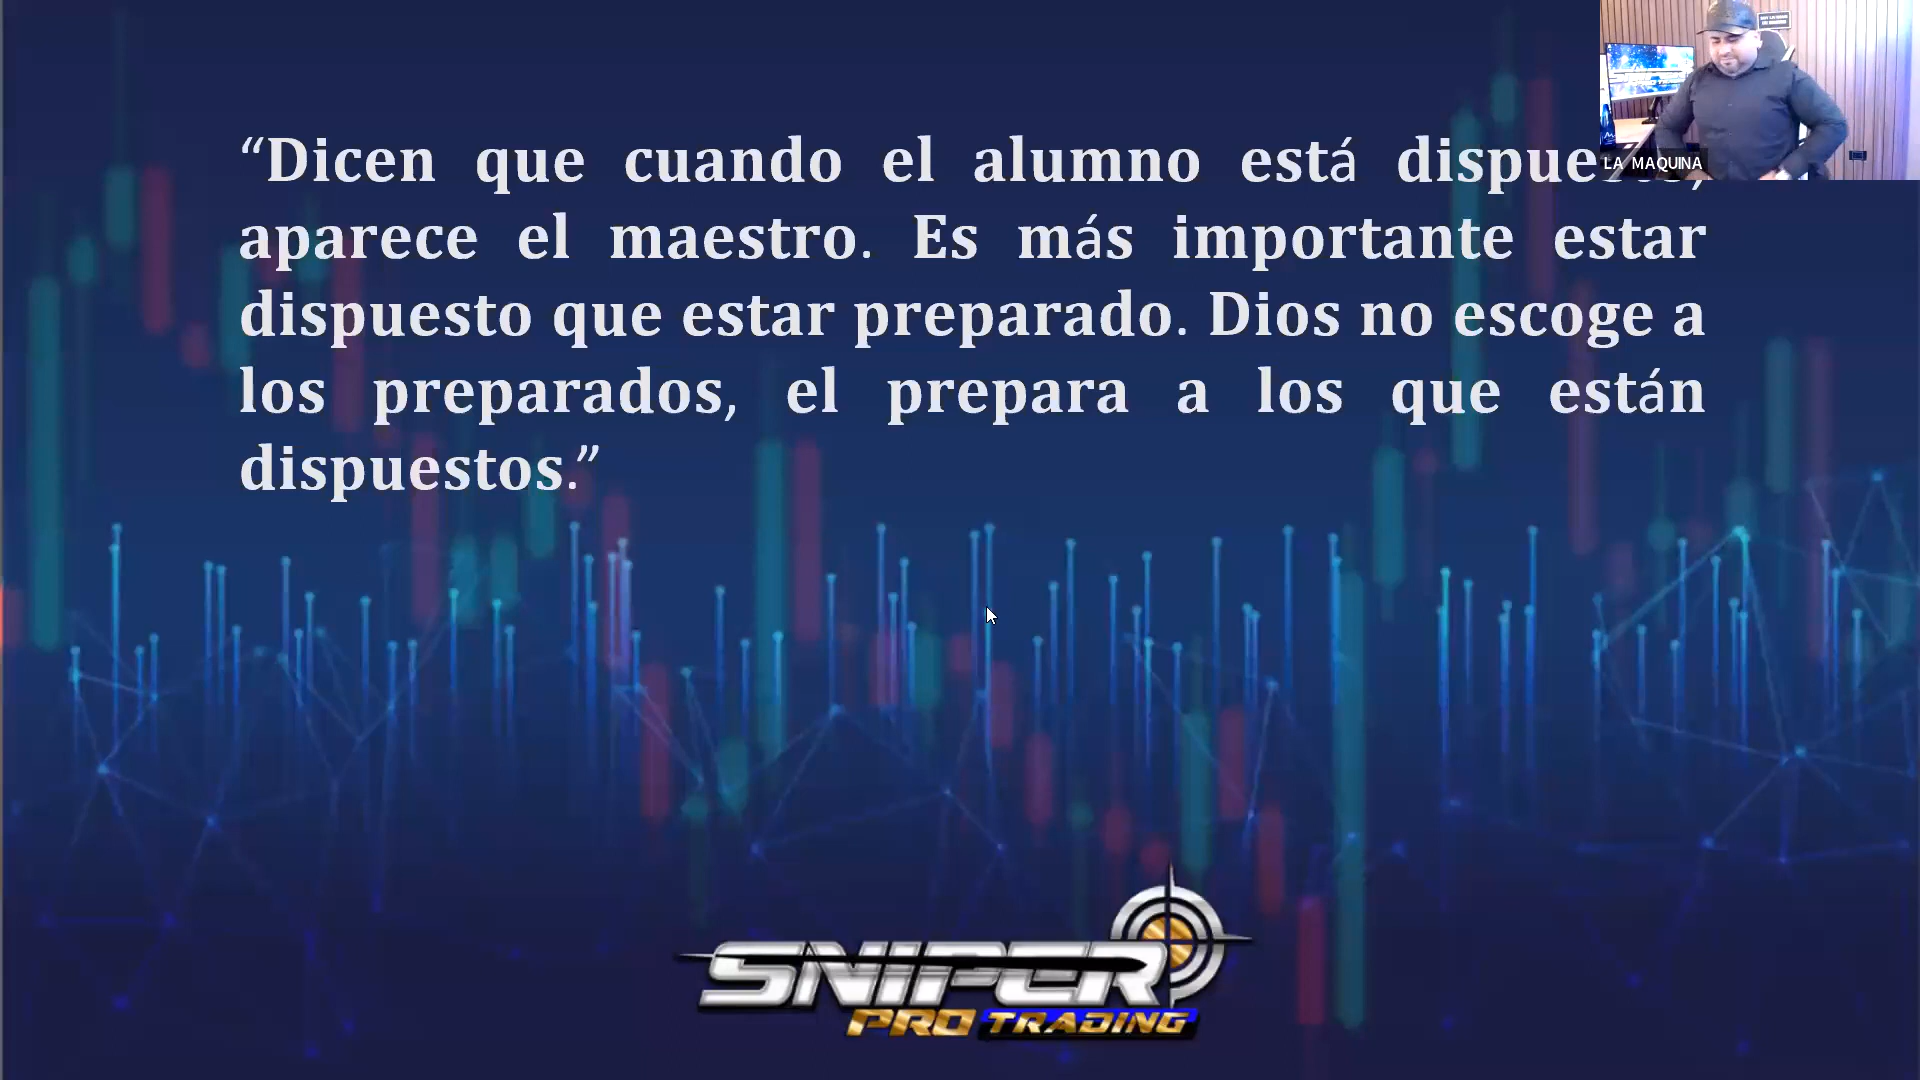 “Dicen que cuando el alumno está dispuesto,
aparece el maestro. Es más importante estar
dispuesto que estar preparado. Dios no escoge a
los preparados, el prepara a los que están
dispuestos.”
LA MAQUINA
SNIPER
PRO TRADING